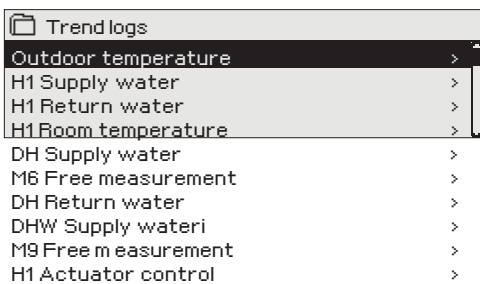 Trend logs
Outdoor temperature >
H1 Supply water >
H1 Return water >
H1 Room temperature >
DH Supply water >
M6 Free measurement >
DH Return water >
DHW Supply wateri >
M9 Free m easurement >
H1 Actuator control >